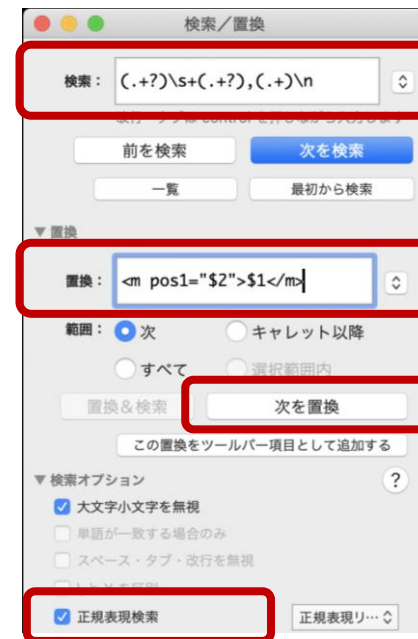 検索／置換
検索： (.+?)\s+(.+?),(.+)\n
前を検索 次を検索
一覧 最初から検索
▼置換
置換： <m pos1="$2">$1</m>
範囲： 次 キャレット以降
すべて 選択範囲内
置換&検索 次を置換
この置換をツールバー項目として追加する
▼検索オプション ?
大文字小文字を無視
単語が一致する場合のみ
スペース・タブ・改行を無視
正規表現検索 正規表現リ…